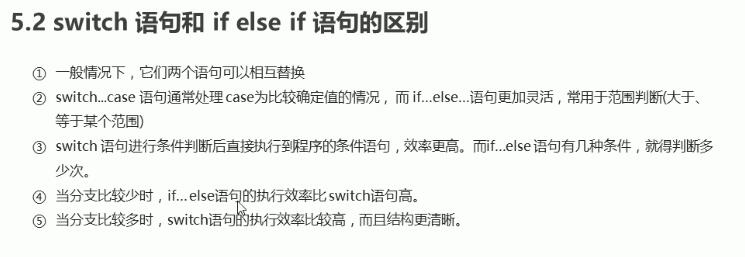 5.2 switch 语句和 if else if 语句的区别
① 一般情况下，它们两个语句可以相互替换
② switch...case 语句通常处理 case为比较确定值的情况， 而 if...else...语句更加灵活，常用于范围判断(大于、
等于某个范围)
③ switch 语句进行条件判断后直接执行到程序的条件语句，效率更高。而if...else 语句有几种条件，就得判断多
少次。
④ 当分支比较少时，if... else语句的执行效率比 switch语句高。
⑤ 当分支比较多时，switch语句的执行效率比较高，而且结构更清晰。